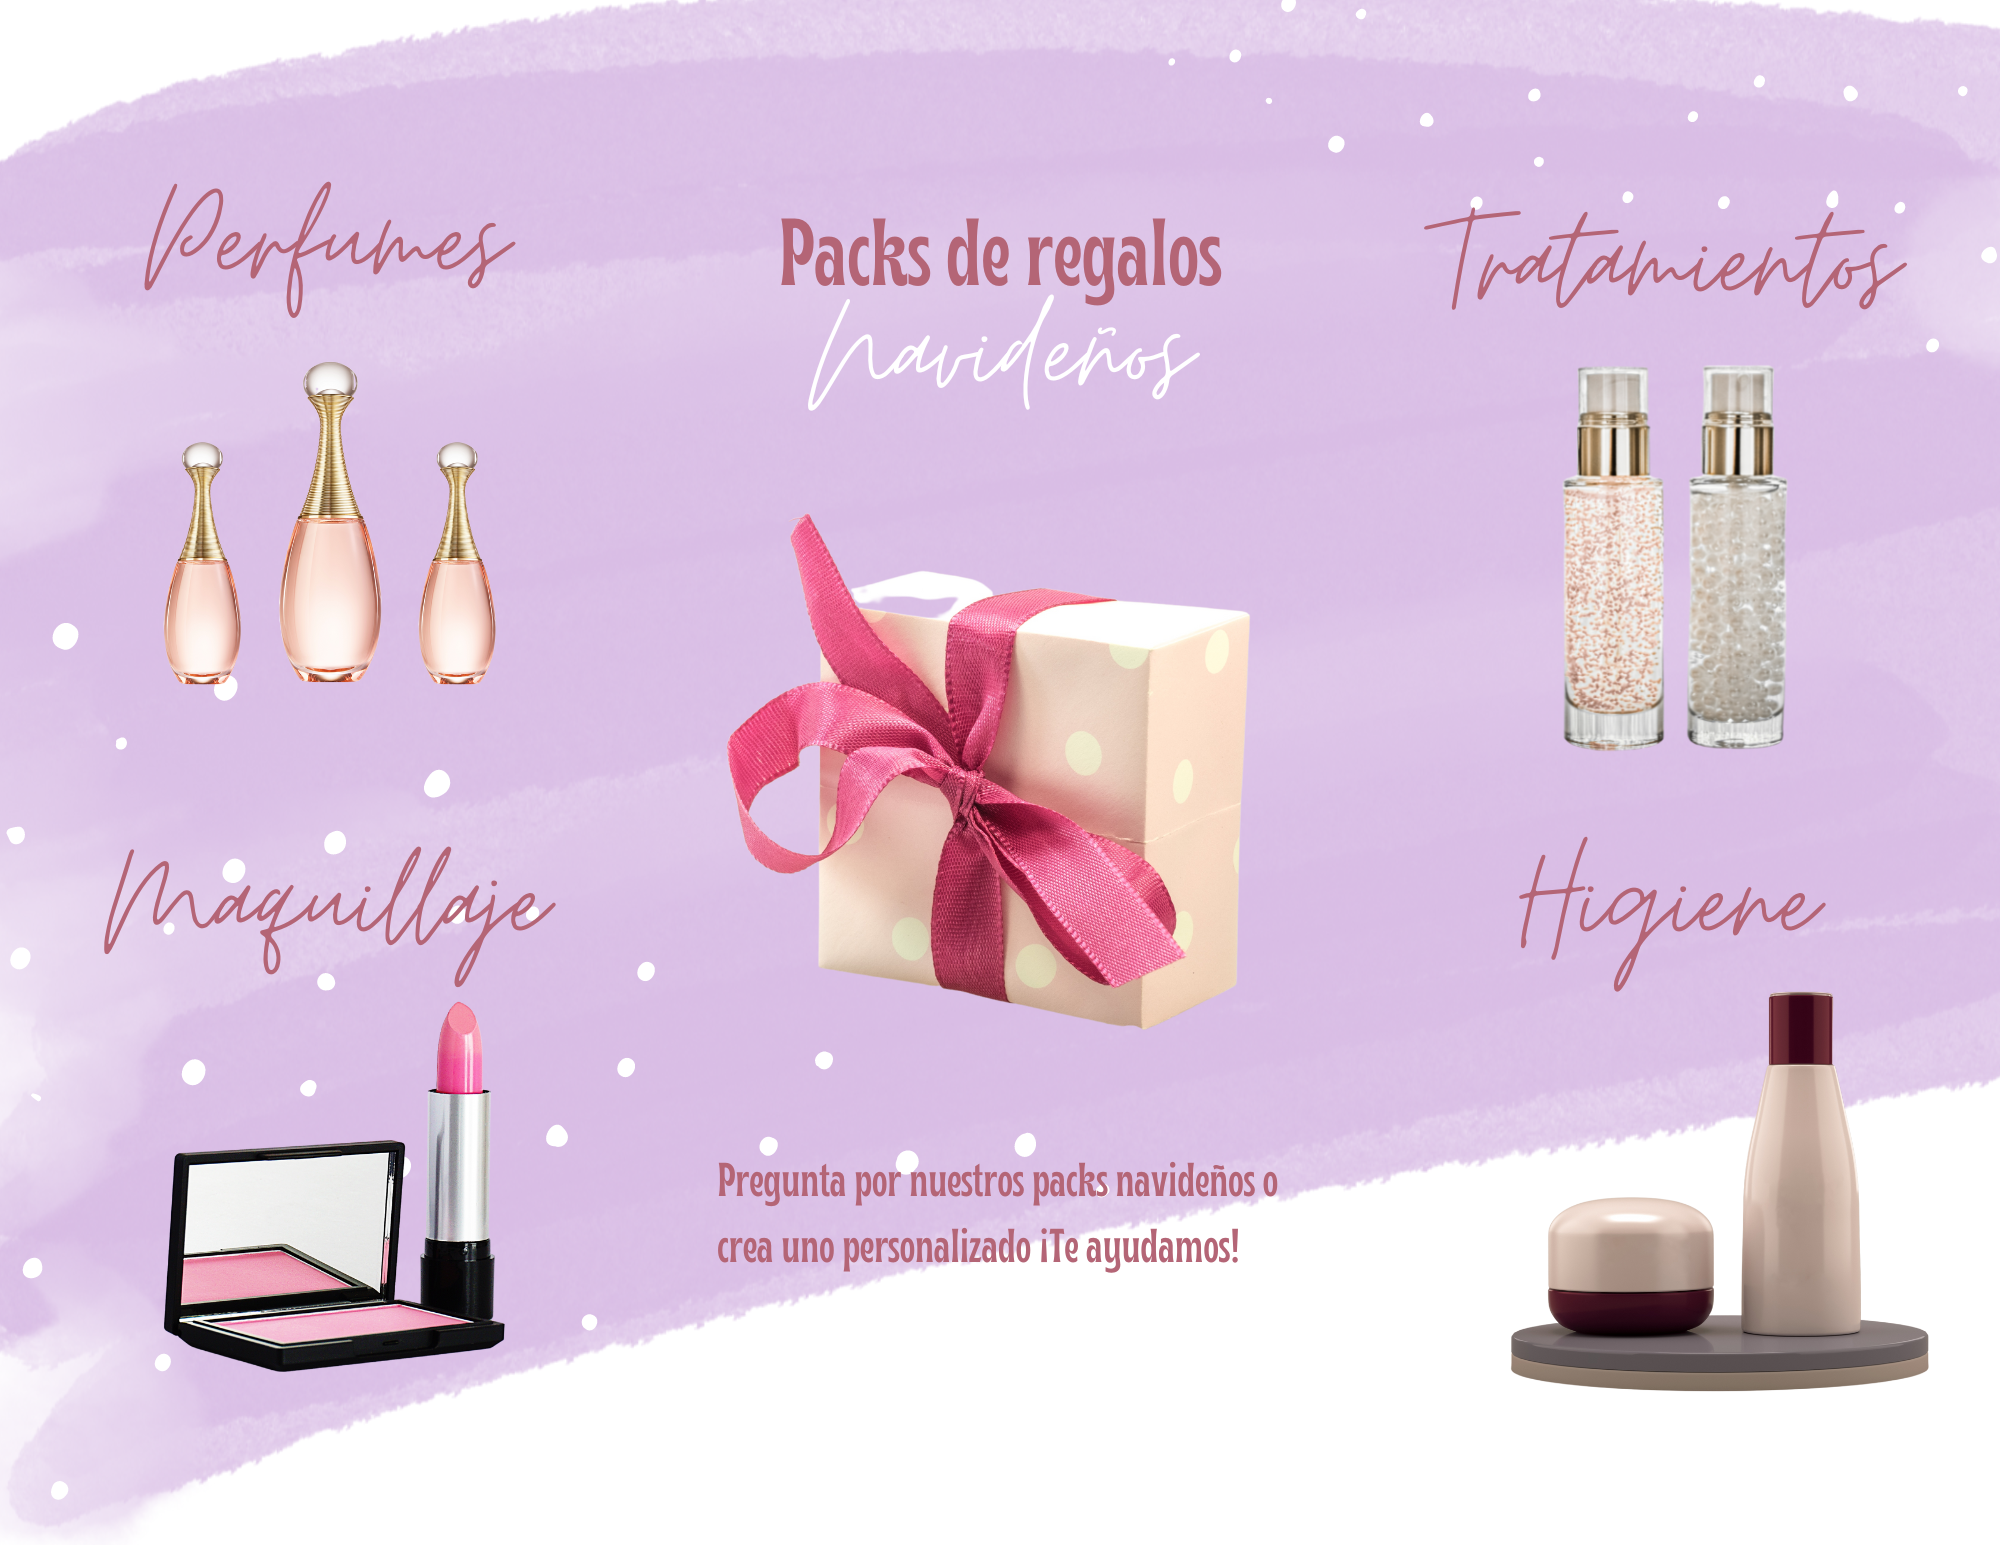 Perfumes
Packs de regalos
Navideños
Tratamientos
Maquillaje
Higiene
Pregunta por nuestros packs navideños o
crea uno personalizado ¡Te ayudamos!